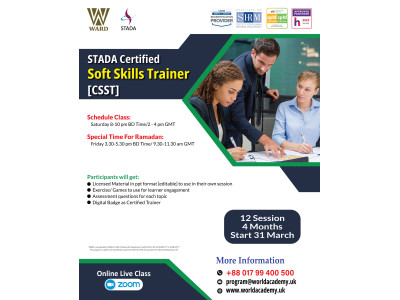 WARD
STADA
PROVIDER
SHRM
STADA Certified
Soft Skills Trainer
[CSST]
Schedule Class:
Saturday 8-10 pm BD Time/2 - 4 pm GMT
Special Time For Ramadan:
Friday 3.30-5.30 pm BD Time/ 9.30-11.30 am GMT
Participants will get:
Licensed Material in ppt format [editable] to use in their own session
Exercise/ Games to use for learner engagement
Assessment questions for each topic
Digital Badge as Certified Trainer
12 Session
4 Months
Start 31 March
Online Live Class
zoom
More Information
+88 017 99 400 500
program@worldacademy.uk
www.worldacademy.uk